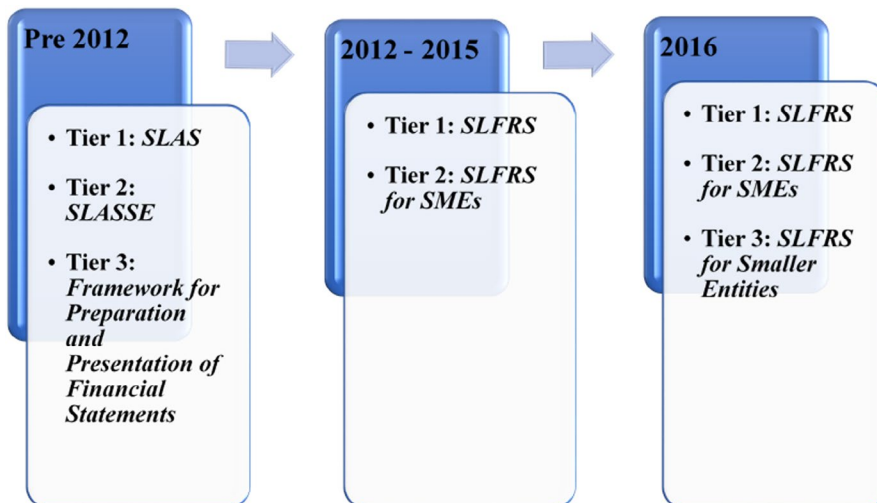 Pre 2012
• Tier 1: SLAS
• Tier 2:
SLASSE
• Tier 3:
Framework for
Preparation
and
Presentation of
Financial
Statements
2012 - 2015
• Tier 1: SLFRS
• Tier 2: SLFRS
for SMEs
2016
• Tier 1: SLFRS
• Tier 2: SLFRS
for SMEs
• Tier 3: SLFRS
for Smaller
Entities